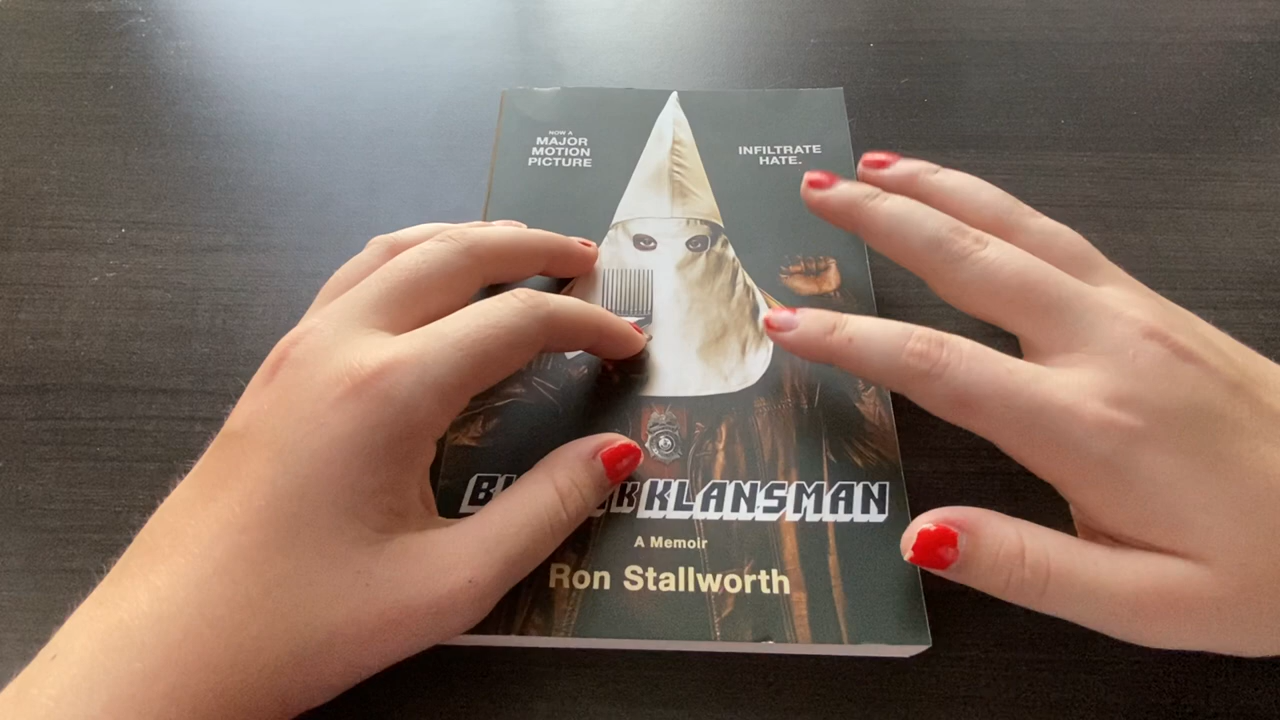 NOW A
MAJOR
MOTION
PICTURE
INFILTRATE
HATE.
KLANSMAN
A Memoir
Ron Stallworth